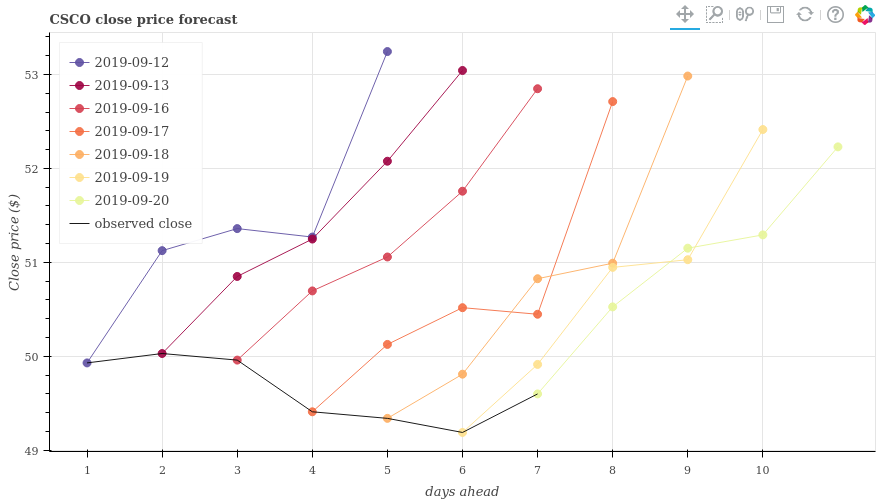 CSCO close price forecast
2019-09-12
2019-09-13
2019-09-16
2019-09-17
2019-09-18
2019-09-19
2019-09-20
observed close
Close price ($)
53
52
51
50
49
1 2 3 4 5 6 7 8 9 10
days ahead